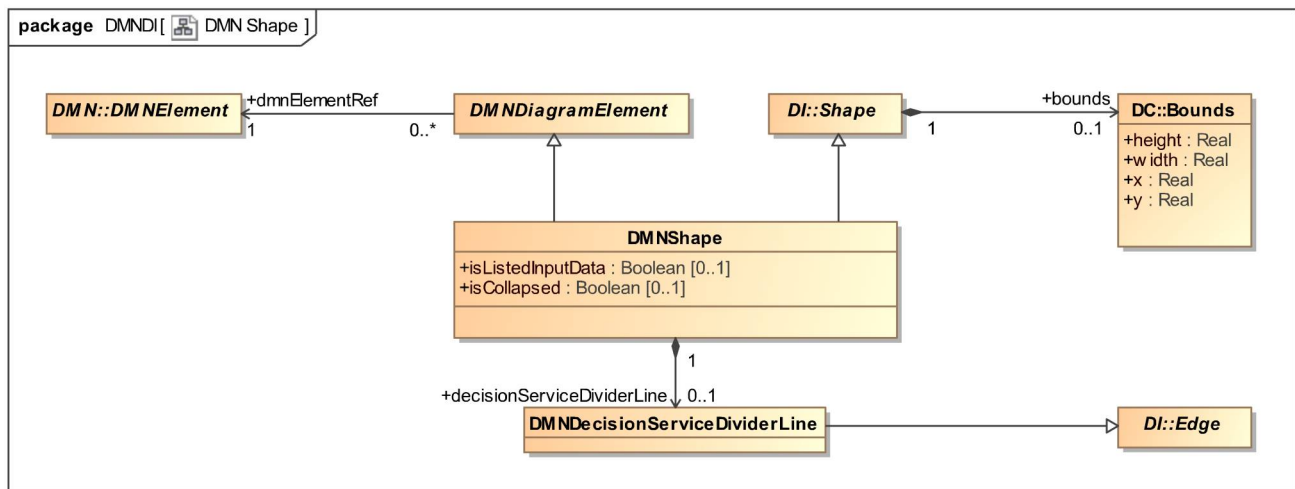 package DMNDI[ DMN Shape ]
DMN::DMNElement
+dmnElementRef
1
0..*
DMNDiagramElement
DI::Shape
1
+bounds
0..1
DC::Bounds
+height : Real
+width : Real
+x : Real
+y : Real
DMNShape
+isListedInputData : Boolean [0..1]
+isCollapsed : Boolean [0..1]
1
+decisionServiceDividerLine
0..1
DMNDecisionServiceDividerLine
DI::Edge